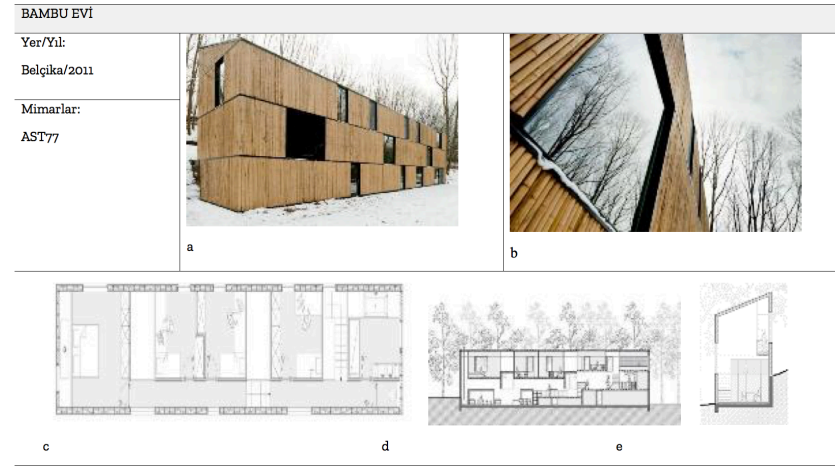 BAMBU EVİ
Yer/Yıl:
Belçika/2011
Mimarlar:
AST77
a
b
c
d
e